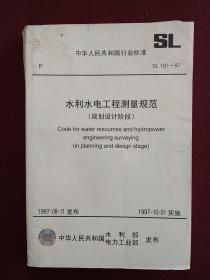 SL
中华人民共和国行业标准
P
SL 197—97
水利水电工程测量规范
(规划设计阶段)
Code for water resources and hydropower
engineering surveying
(in planning and design stage)
1997-08-11 发布
1997-10-01 实施
中华人民共和国 水利部 电力工业部 发布